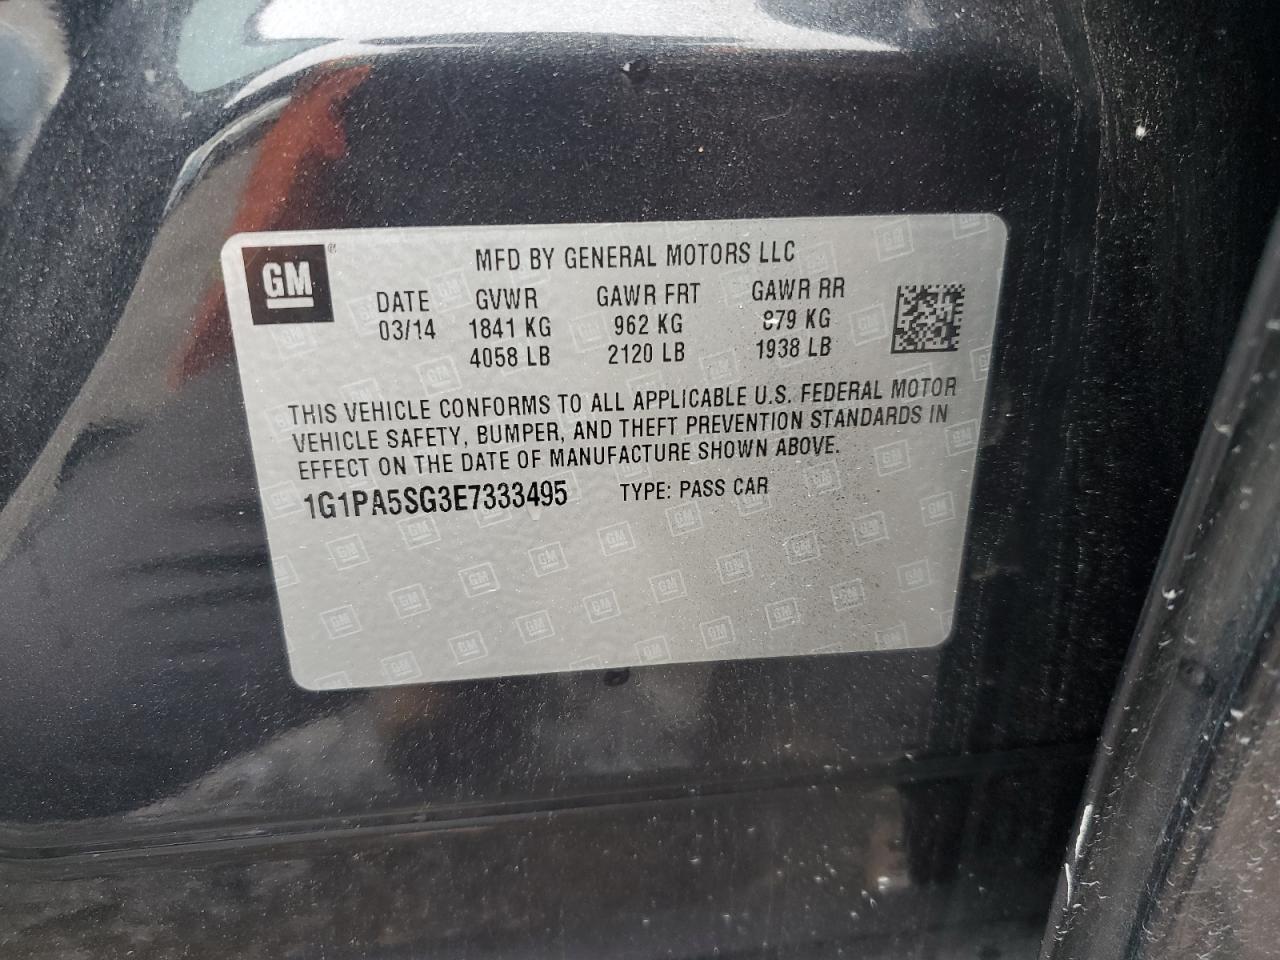 GM
MFD BY GENERAL MOTORS LLC
DATE GVWR GAWR FRT GAWR RR
03/14 1841 KG 962 KG 879 KG
4058 LB 2120 LB 1938 LB
THIS VEHICLE CONFORMS TO ALL APPLICABLE U.S. FEDERAL MOTOR
VEHICLE SAFETY, BUMPER, AND THEFT PREVENTION STANDARDS IN
EFFECT ON THE DATE OF MANUFACTURE SHOWN ABOVE.
1G1PA5SG3E7333495 TYPE: PASS CAR